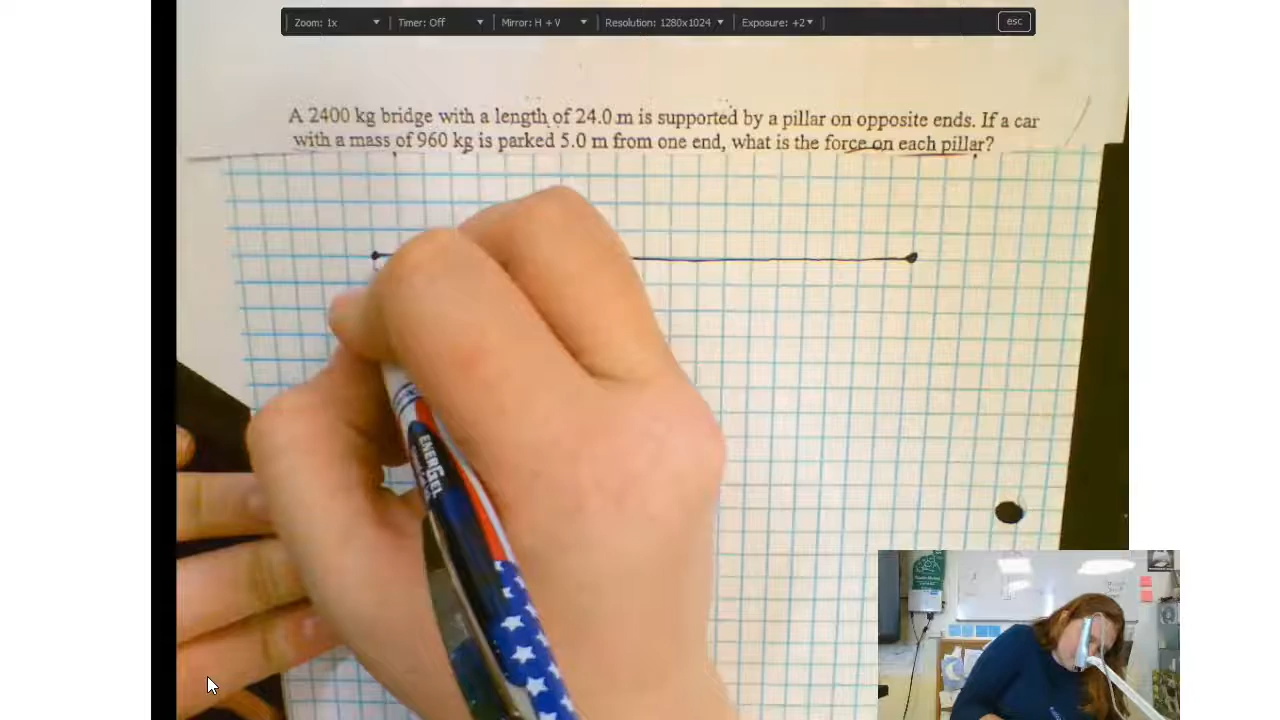 Zoom: 1x Timer: Off Mirror: H + V Resolution: 1280x1024 Exposure: +2 esc
A 2400 kg bridge with a length of 24.0 m is supported by a pillar on opposite ends. If a car
with a mass of 960 kg is parked 5.0 m from one end, what is the force on each pillar?
ENERGEL